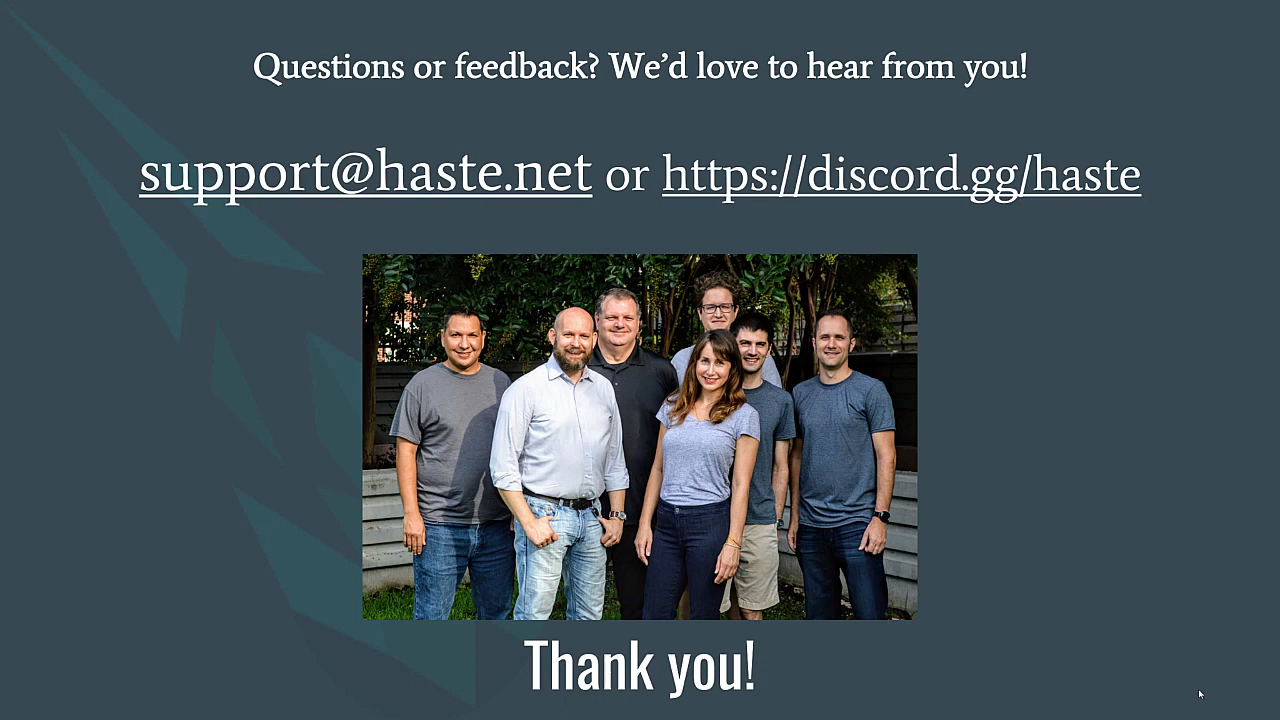 Questions or feedback? We’d love to hear from you!
support@haste.net or https://discord.gg/haste
Thank you!